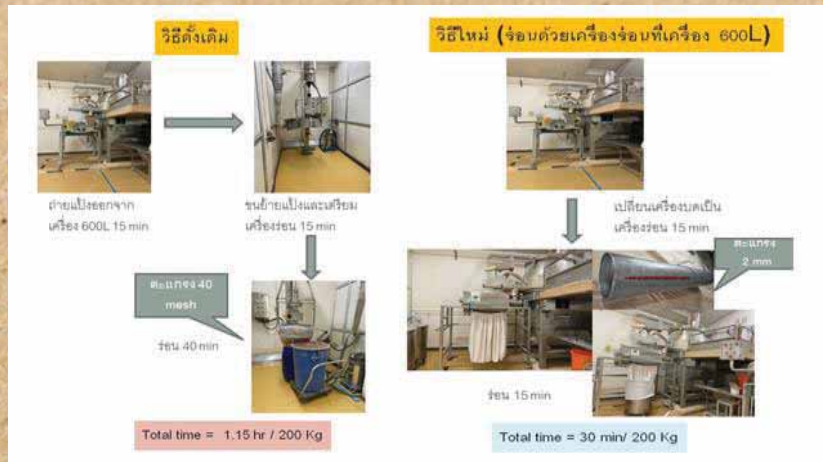 วิธีดั้งเดิม
ถ่ายแป้งออกจาก
เครื่อง 600L 15 min
ขนย้ายแป้งและเตรียม
เครื่องร่อน 15 min
ตะแกรง 40
mesh
ร่อน 40 min
Total time = 1.15 hr / 200 Kg
วิธีใหม่ (ร่อนด้วยเครื่องร่อนที่เครื่อง 600L)
เปลี่ยนเครื่องบดเป็น
เครื่องร่อน 15 min
ตะแกรง
2 mm
ร่อน 15 min
Total time = 30 min/ 200 Kg